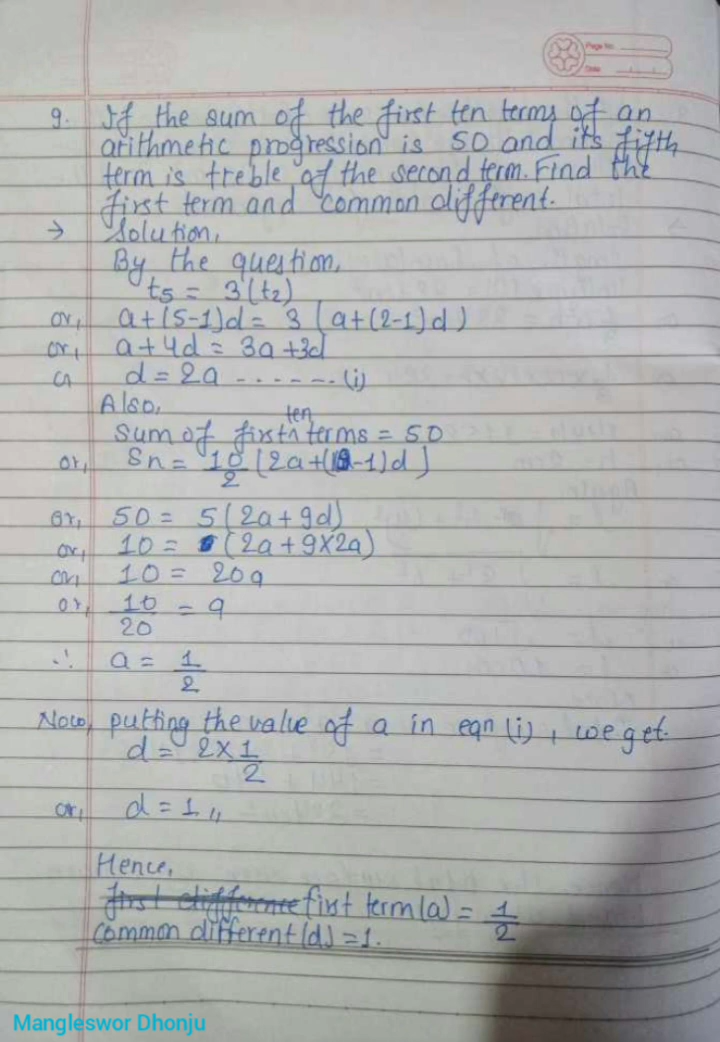 Page No.
Date
9. If the sum of the first ten terms of an
arithmetic progression is 50 and its fifth
term is treble of the second term. Find the
first term and common different.
→ Solution,
By the question,
t5 = 3(t2)
or, a+(5-1)d = 3 (a+(2-1)d)
or, a+4d = 3a+3d
or d = 2a ------- (i)
Also,
Sum of first ten terms = 50
or, Sn = 10/2 [2a+(10-1)d]
or, 50 = 5(2a+9d)
or, 10 = (2a+9×2a)
or, 10 = 20a
or, 10/20 = a
∴ a = 1/2
Now, putting the value of a in eqn (i), we get.
d = 2×1/2
or, d = 1,,
Hence,
first difference first term(a) = 1/2
Common different(d) = 1.
Mangleswor Dhonju